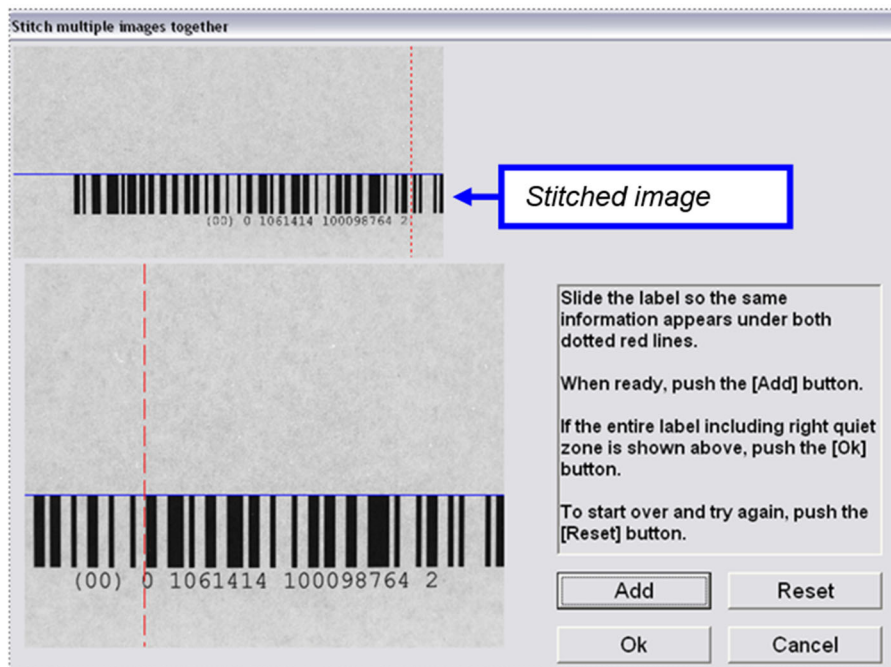 Stitch multiple images together
(00) 0 1061414 100098764 2
Stitched image
(00) 0 1061414 100098764 2
Slide the label so the same
information appears under both
dotted red lines.
When ready, push the [Add] button.
If the entire label including right quiet
zone is shown above, push the [Ok]
button.
To start over and try again, push the
[Reset] button.
Add
Reset
Ok
Cancel